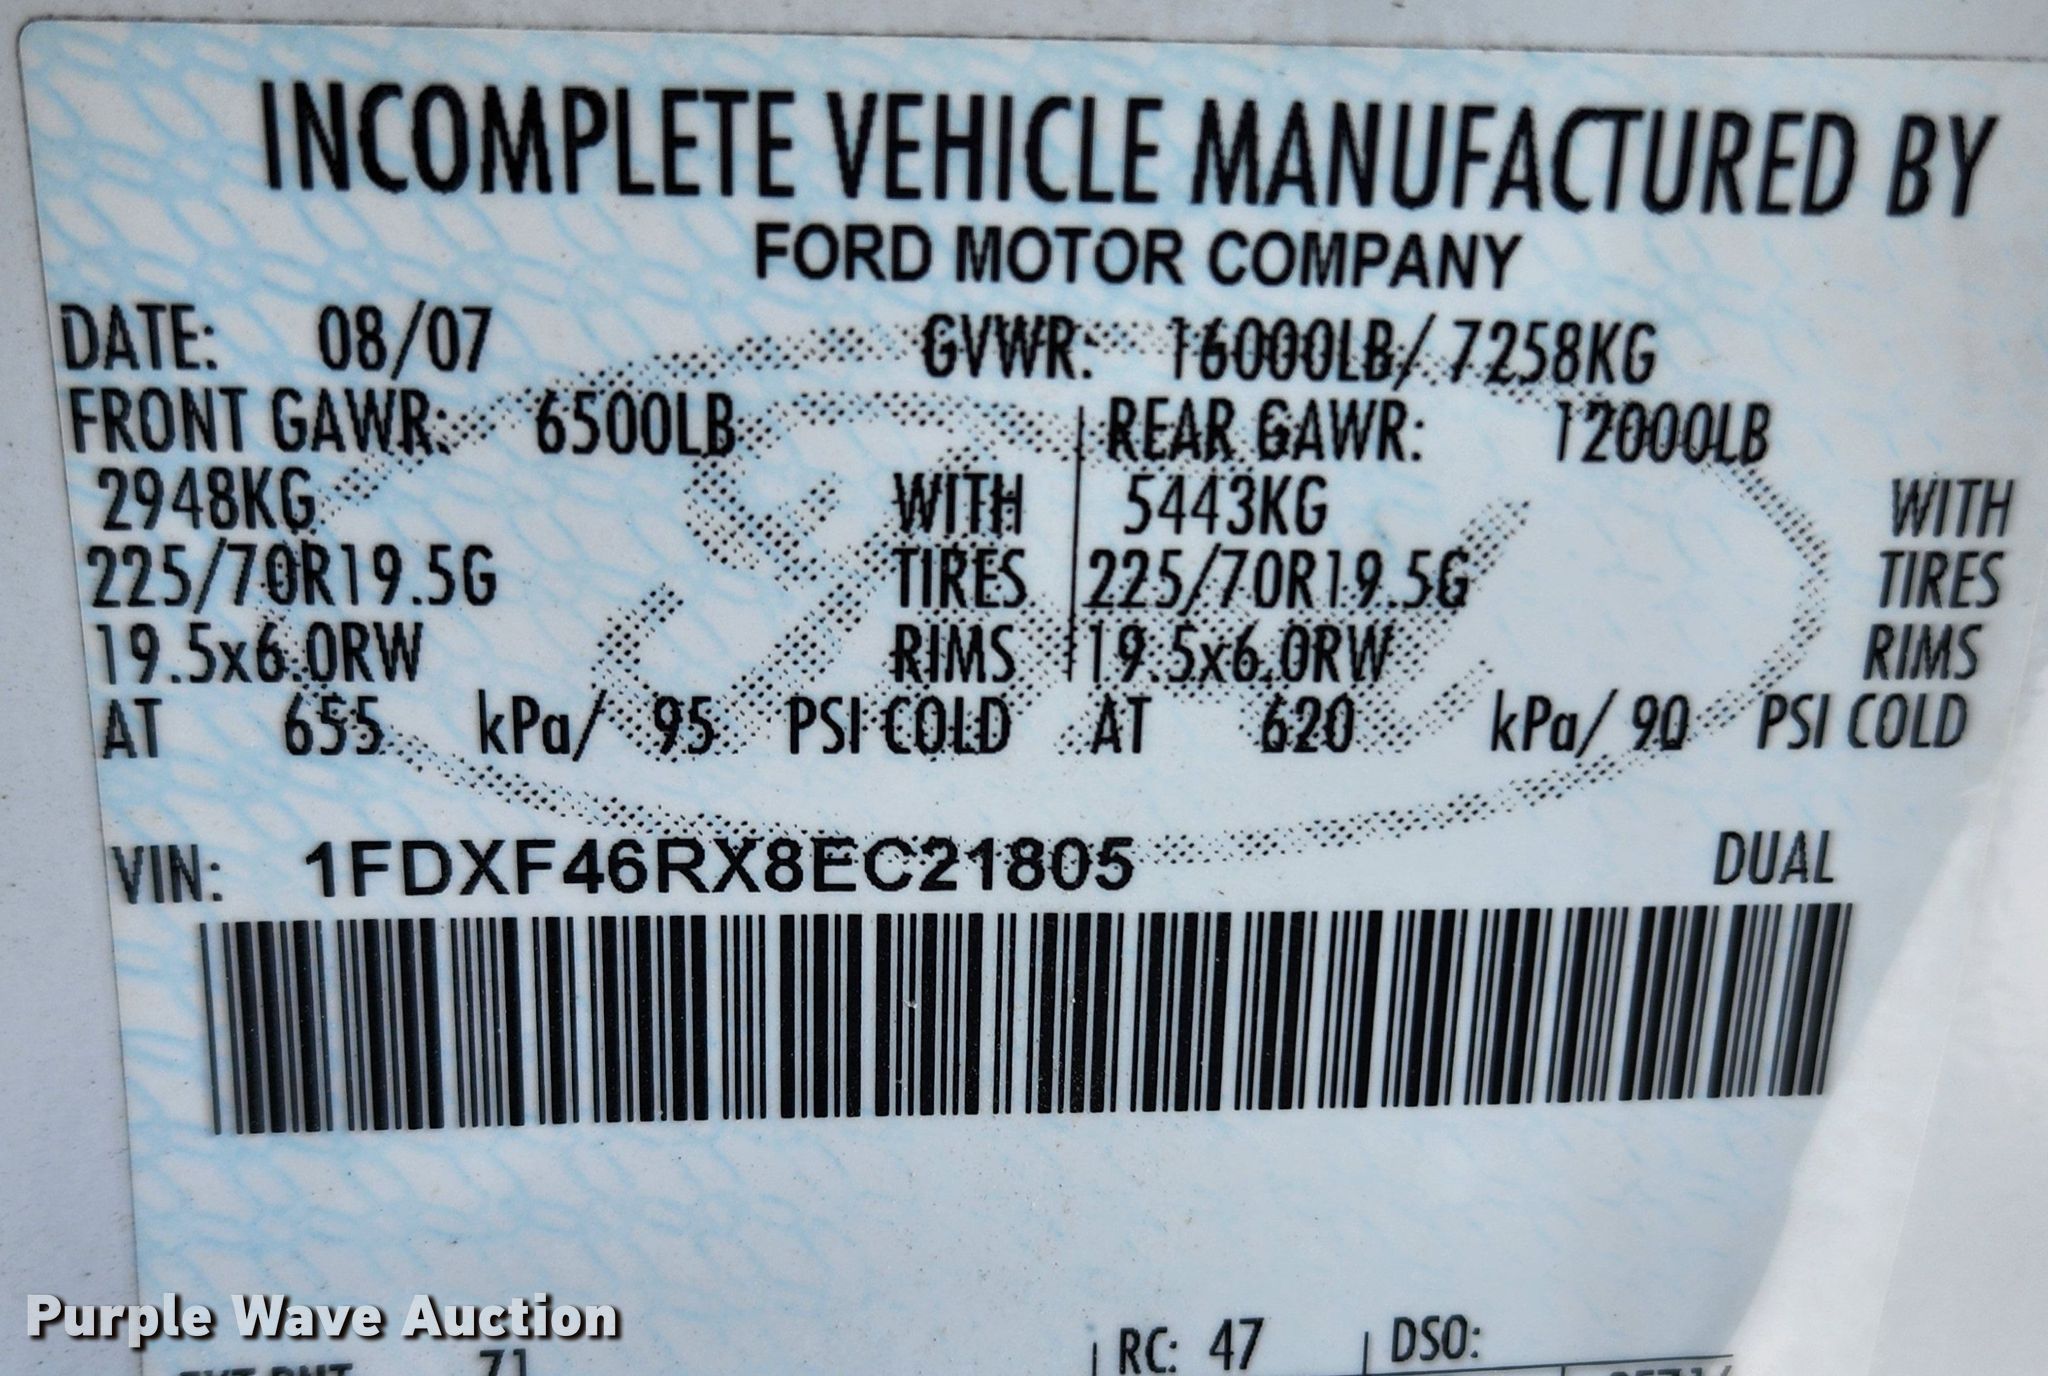 INCOMPLETE VEHICLE MANUFACTURED BY
FORD MOTOR COMPANY
DATE: 08/07 GVWR: 16000LB/ 7258KG
FRONT GAWR: 6500LB REAR GAWR: 12000LB
2948KG WITH 5443KG WITH
225/70R19.5G TIRES 225/70R19.5G TIRES
19.5x6.0RW RIMS 19.5x6.0RW RIMS
AT 655 kPa/ 95 PSI COLD AT 620 kPa/ 90 PSI COLD
VIN: 1FDXF46RX8EC21805 DUAL
Purple Wave Auction
RC: 47 DSO:
71